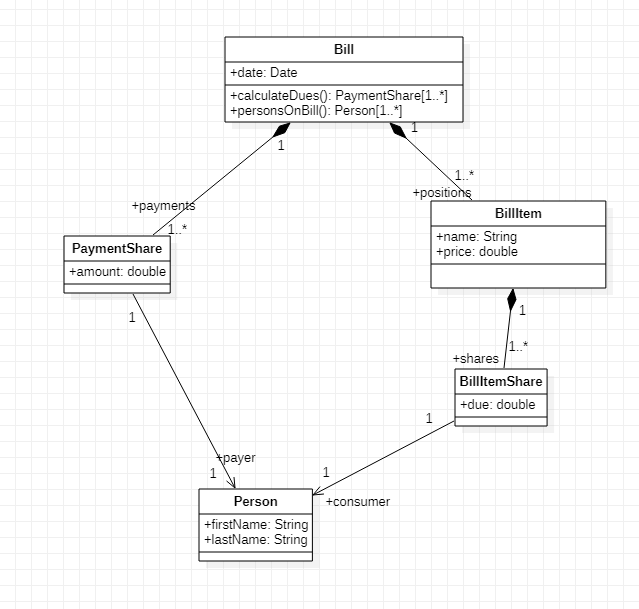 Bill
+date: Date
+calculateDues(): PaymentShare[1..*]
+personsOnBill(): Person[1..*]
1
1
1..*
+positions
+payments
1..*
BillItem
+name: String
+price: double
PaymentShare
+amount: double
1
1
1..*
+shares
BillItemShare
+due: double
1
+payer
1
1
+consumer
Person
+firstName: String
+lastName: String